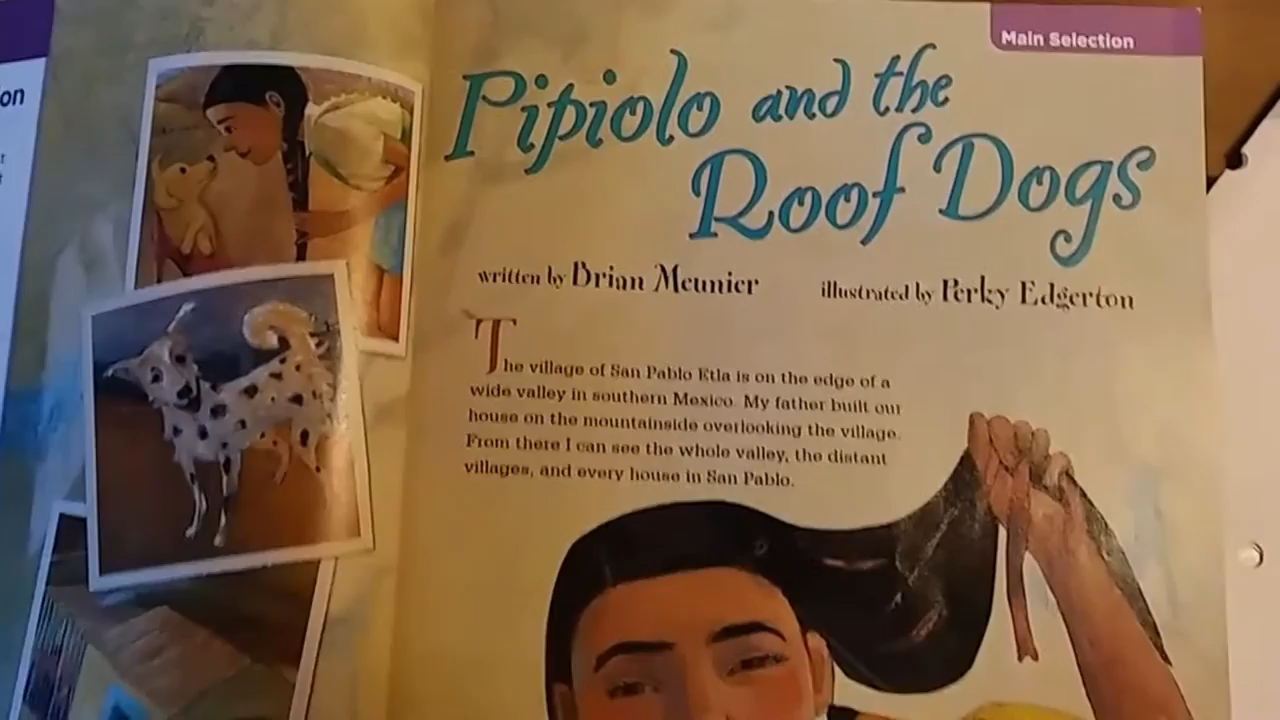 on
Main Selection
Pipiolo and the
Roof Dogs
written by Brian Meunier illustrated by Perky Edgerton
The village of San Pablo Etla is on the edge of a
wide valley in southern Mexico. My father built our
house on the mountainside overlooking the village.
From there I can see the whole valley, the distant
villages, and every house in San Pablo.